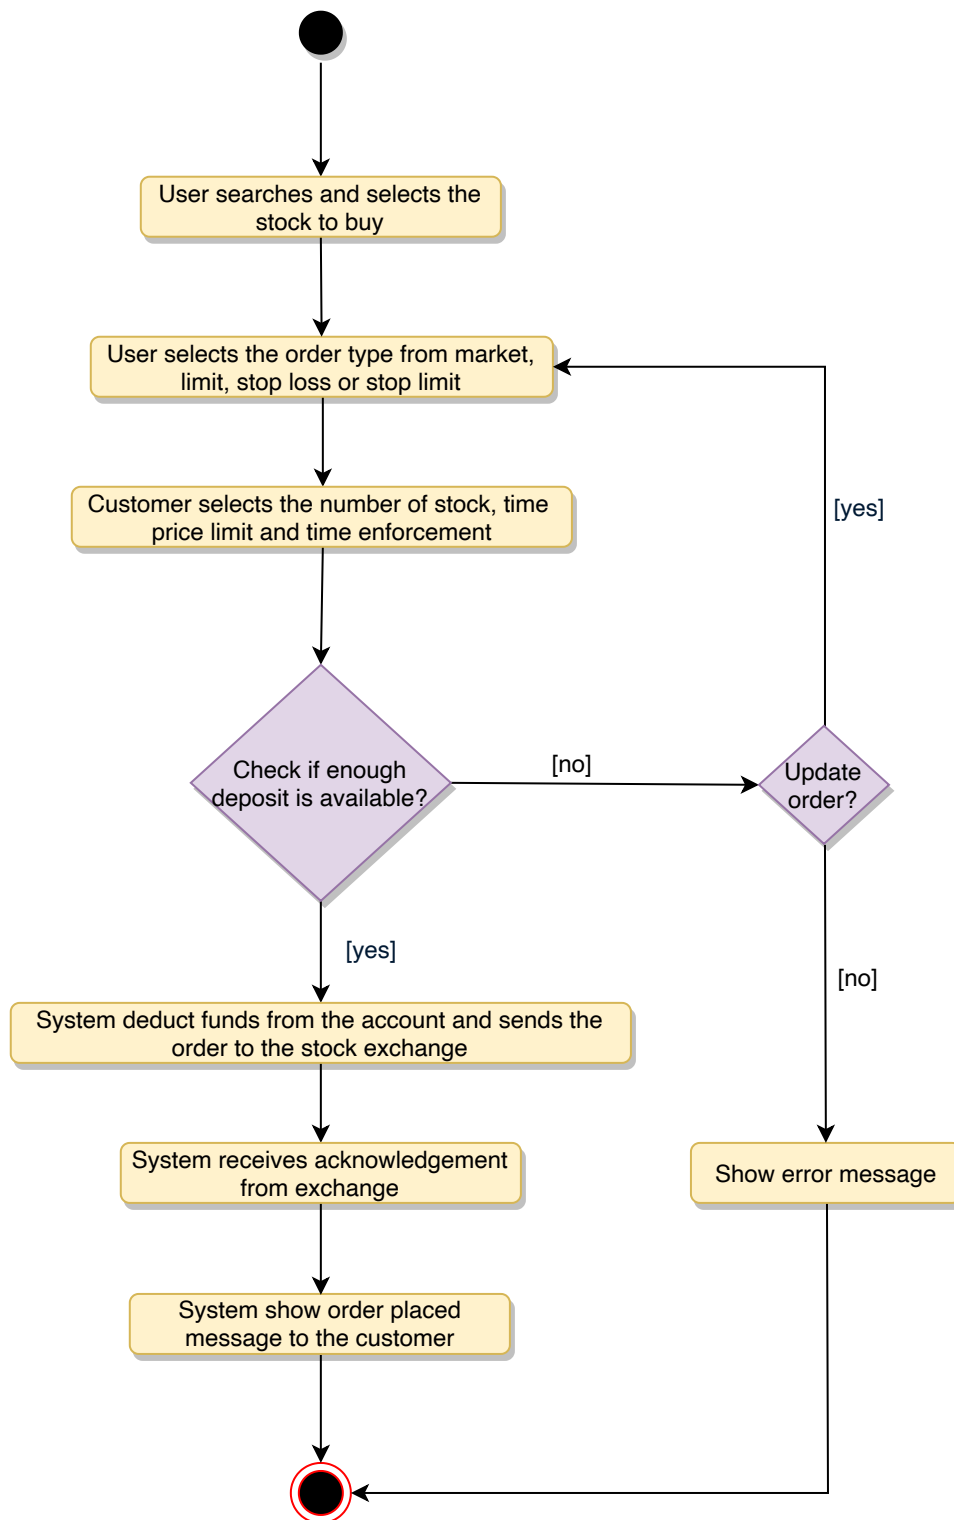 User searches and selects the
stock to buy
User selects the order type from market,
limit, stop loss or stop limit
Customer selects the number of stock, time
price limit and time enforcement
[yes]
Check if enough
deposit is available?
[no]
Update
order?
[yes]
[no]
System deduct funds from the account and sends the
order to the stock exchange
System receives acknowledgement
from exchange
Show error message
System show order placed
message to the customer